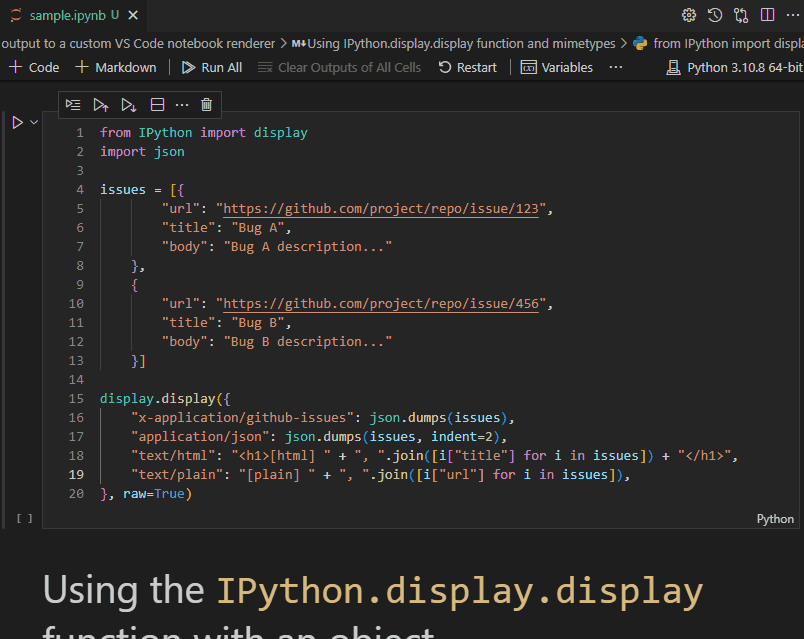 sample.ipynb U
output to a custom VS Code notebook renderer > M↓Using IPython.display.display function and mimetypes > from IPython import displa
+ Code + Markdown | Run All Clear Outputs of All Cells Restart | Variables ··· Python 3.10.8 64-bit
1 from IPython import display
2 import json
3
4 issues = [{
5         "url": "https://github.com/project/repo/issue/123",
6         "title": "Bug A",
7         "body": "Bug A description..."
8     },
9     {
10         "url": "https://github.com/project/repo/issue/456",
11         "title": "Bug B",
12         "body": "Bug B description..."
13     }]
14
15 display.display({
16     "x-application/github-issues": json.dumps(issues),
17     "application/json": json.dumps(issues, indent=2),
18     "text/html": "<h1>[html] " + ", ".join([i["title"] for i in issues]) + "</h1>",
19     "text/plain": "[plain] " + ", ".join([i["url"] for i in issues]),
20 }, raw=True)
[ ] Python
Using the IPython.display.display
function with an object